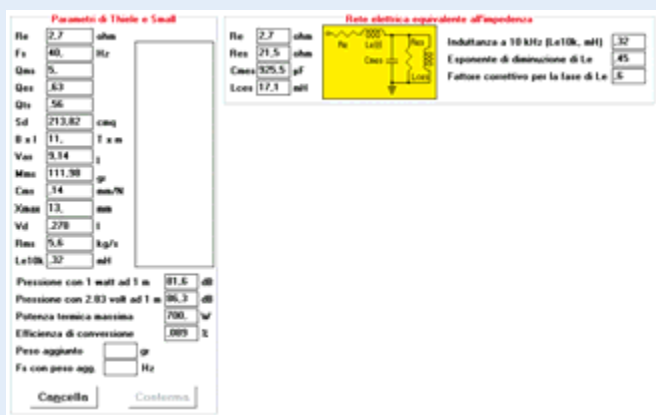 Parametri di Thiele e Small
Re 2,7 ohm
Fs 40, Hz
Qms 5,
Qes ,63
Qts ,56
Sd 213,82 cmq
B x l 11, T x m
Vas 9,14 l
Mms 111,98 gr
Cms ,14 mm/N
Xmax 13, mm
Vd ,278 l
Rms 5,6 kg/s
Le10k ,32 mH
Pressione con 1 watt ad 1 m 81,6 dB
Pressione con 2.83 volt ad 1 m 86,3 dB
Potenza termica massima 700, W
Efficienza di conversione ,089 %
Peso aggiunto gr
Fs con peso agg. Hz
Cancella Conferma
Rete elettrica equivalente all'impedenza
Re 2,7 ohm
Res 21,5 ohm
Cmes 925,5 µF
Lces 17,1 mH
Re Le10k Res
Cmes
Lces
Induttanza a 10 kHz (Le10k, mH) ,32
Esponente di diminuzione di Le ,45
Fattore correttivo per la fase di Le ,6